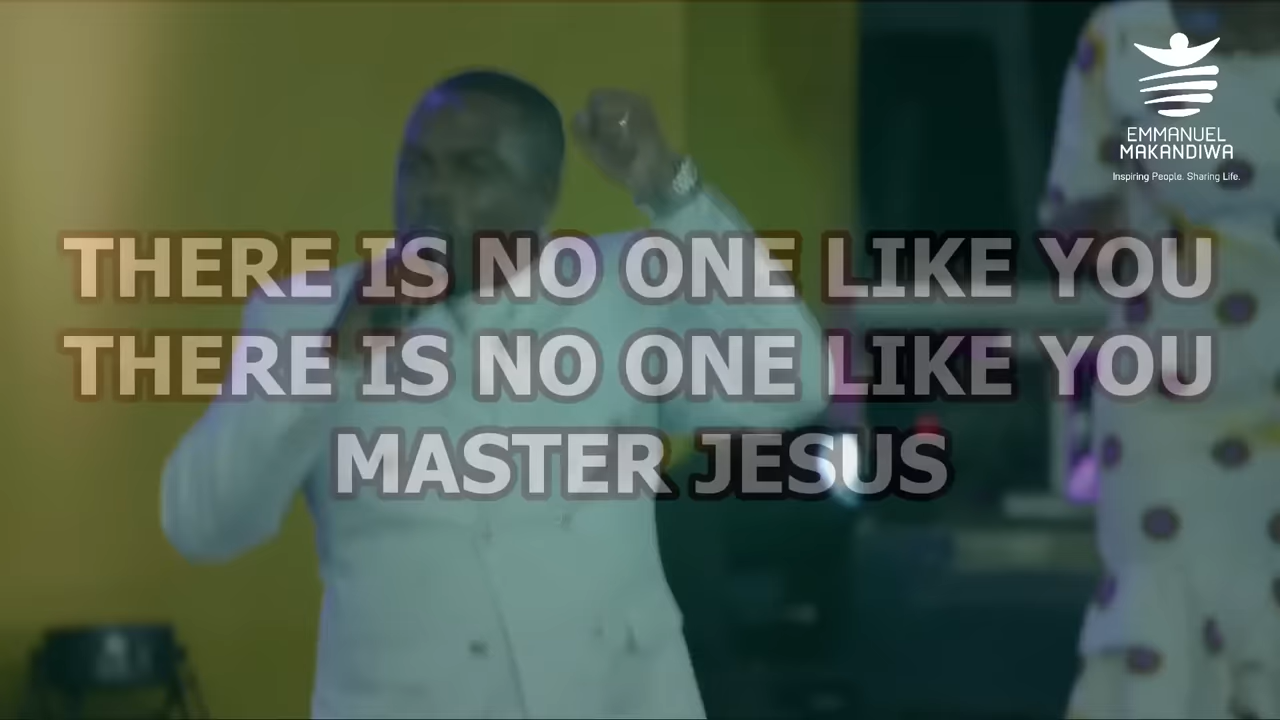 EMMANUEL
MAKANDIWA
Inspiring People. Sharing Life.
THERE IS NO ONE LIKE YOU
THERE IS NO ONE LIKE YOU
MASTER JESUS